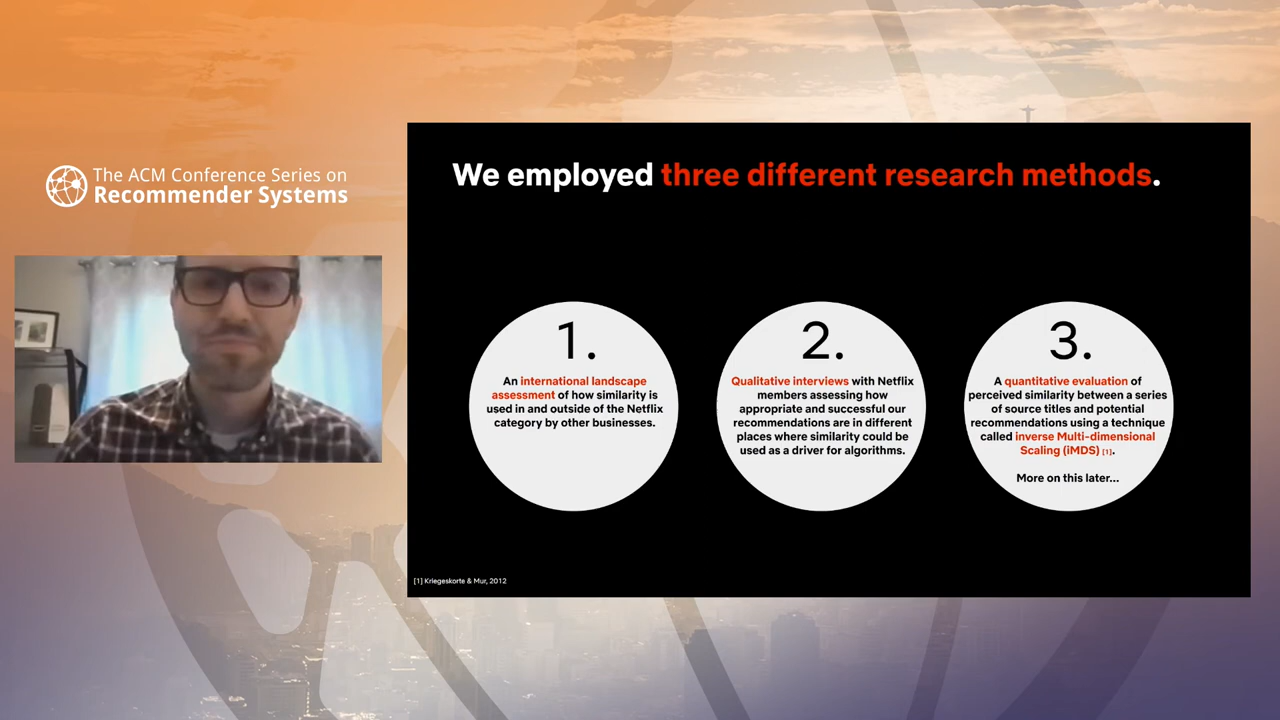 The ACM Conference Series on
Recommender Systems
We employed three different research methods.
1.
An international landscape
assessment of how similarity is
used in and outside of the Netflix
category by other businesses.
2.
Qualitative interviews with Netflix
members assessing how
appropriate and successful our
recommendations are in different
places where similarity could be
used as a driver for algorithms.
3.
A quantitative evaluation of
perceived similarity between a series
of source titles and potential
recommendations using a technique
called inverse Multi-dimensional
Scaling (iMDS) [1].
More on this later...
[1] Kriegeskorte & Mur, 2012